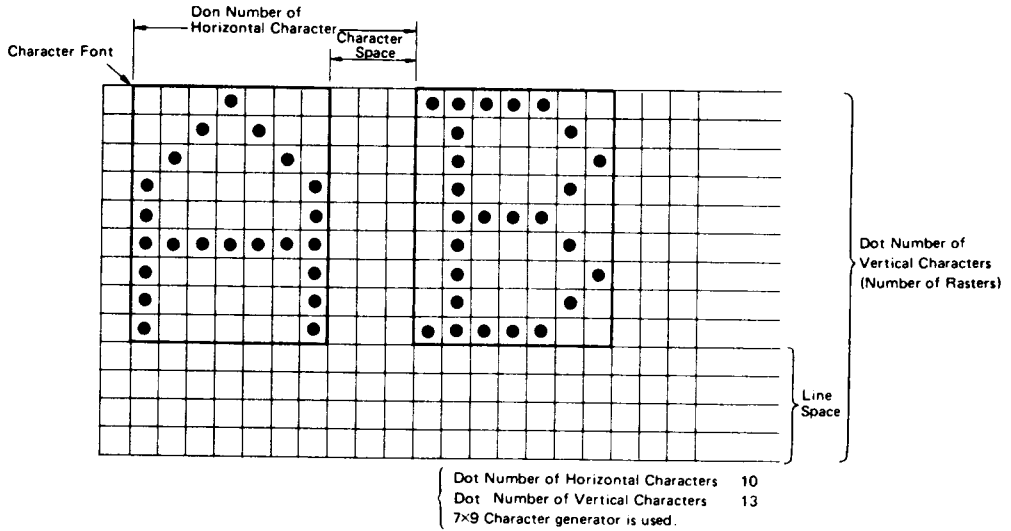 Don Number of
Horizontal Character
Character
Space
Character Font
Dot Number of
Vertical Characters
(Number of Rasters)
Line
Space
Dot Number of Horizontal Characters 10
Dot Number of Vertical Characters 13
7×9 Character generator is used.